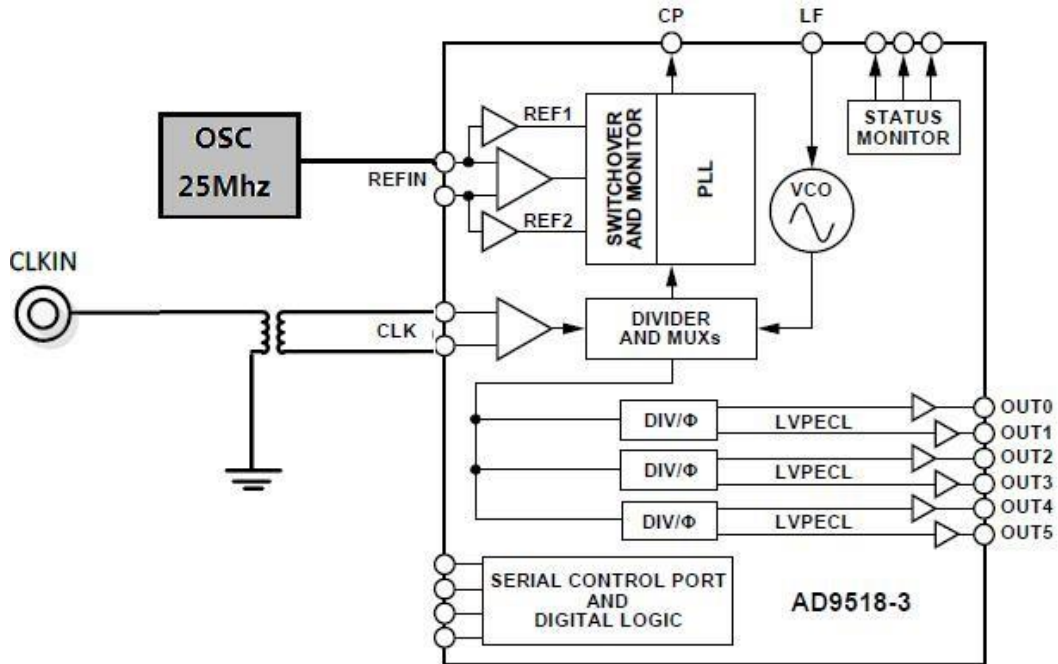 CP
LF
OSC
25Mhz
REF1
REFIN
REF2
SWITCHOVER
AND MONITOR
PLL
VCO
STATUS
MONITOR
CLKIN
CLK
DIVIDER
AND MUXs
DIV/Φ
LVPECL
OUT0
OUT1
DIV/Φ
OUT2
OUT3
DIV/Φ
LVPECL
OUT4
OUT5
SERIAL CONTROL PORT
AND
DIGITAL LOGIC
AD9518-3